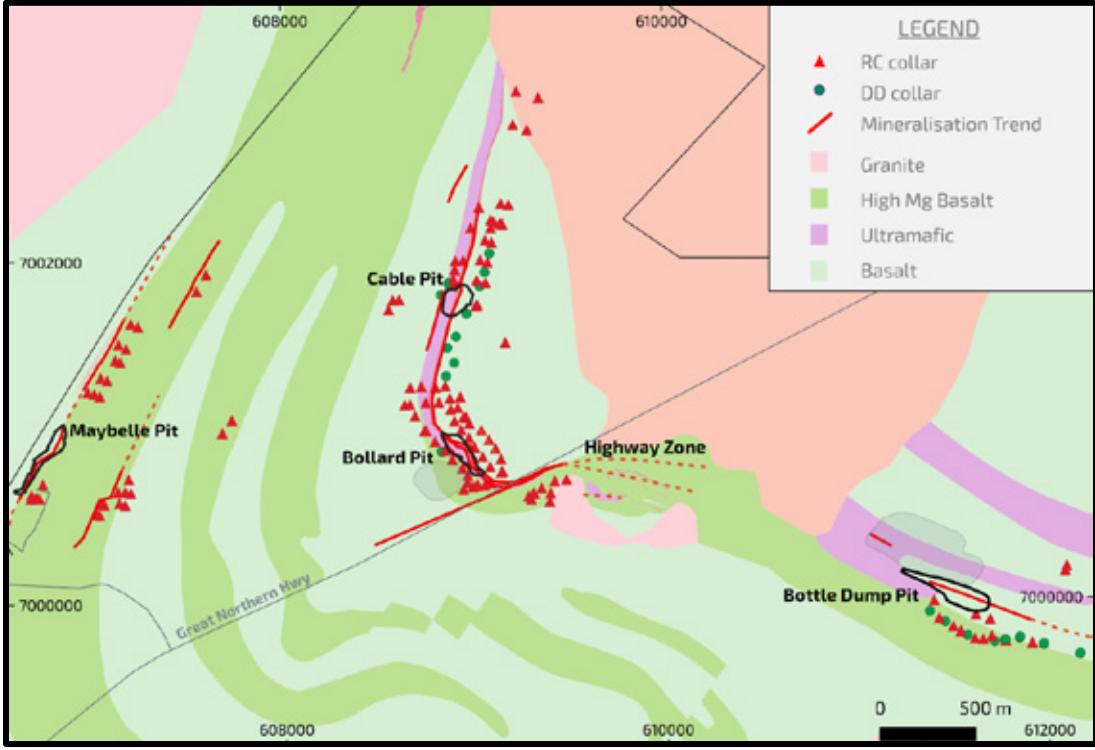 608000
610000
LEGEND
RC collar
DD collar
Mineralisation Trend
Granite
High Mg Basalt
Ultramafic
Basalt
7002000
Cable Pit
Maybelle Pit
Bollard Pit
Highway Zone
Great Northern Hwy
7000000
Bottle Dump Pit
7000000
0 500 m
608000
610000
612000